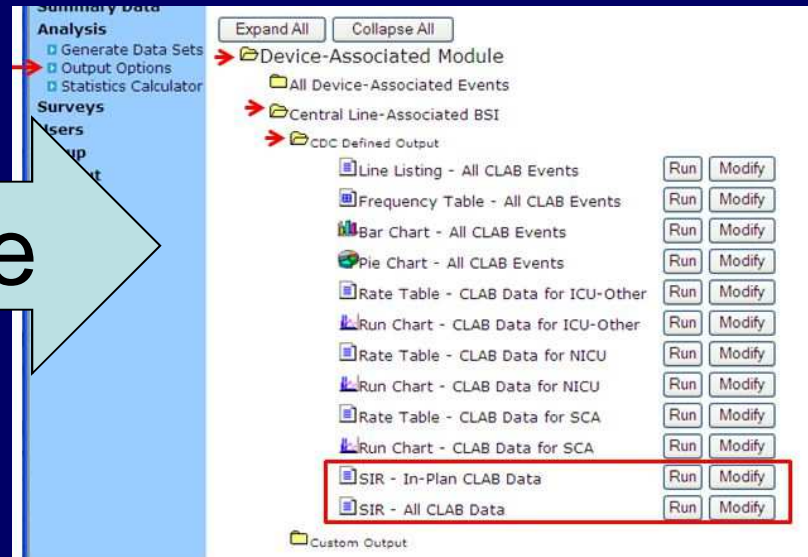 Summary Data
Analysis
Generate Data Sets
Output Options
Statistics Calculator
Surveys
Users
e
Expand All Collapse All
Device-Associated Module
All Device-Associated Events
Central Line-Associated BSI
CDC Defined Output
Line Listing - All CLAB Events Run Modify
Frequency Table - All CLAB Events Run Modify
Bar Chart - All CLAB Events Run Modify
Pie Chart - All CLAB Events Run Modify
Rate Table - CLAB Data for ICU-Other Run Modify
Run Chart - CLAB Data for ICU-Other Run Modify
Rate Table - CLAB Data for NICU Run Modify
Run Chart - CLAB Data for NICU Run Modify
Rate Table - CLAB Data for SCA Run Modify
Run Chart - CLAB Data for SCA Run Modify
SIR - In-Plan CLAB Data Run Modify
SIR - All CLAB Data Run Modify
Custom Output